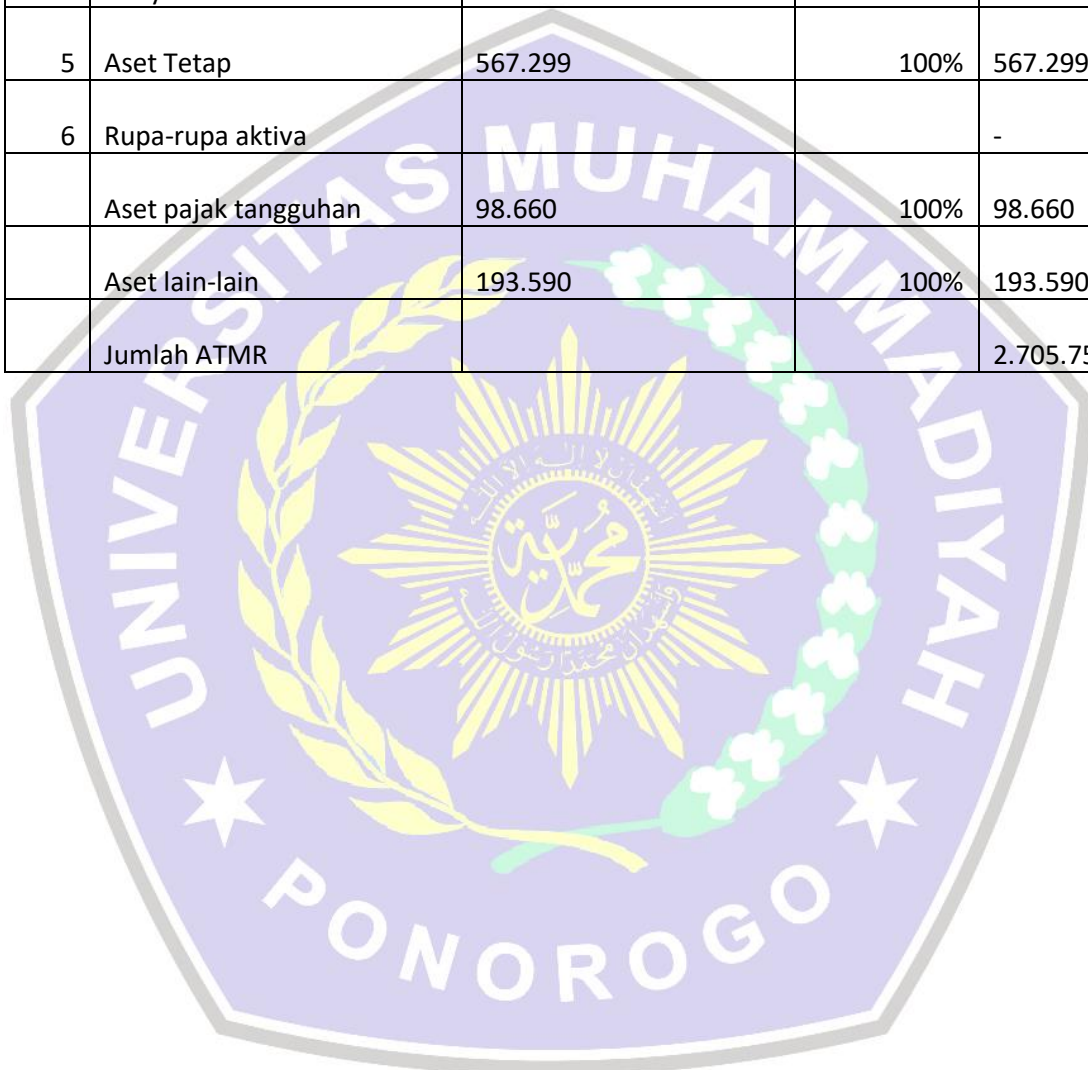 5 Aset Tetap 567.299 100% 567.299
6 Rupa-rupa aktiva -
Aset pajak tangguhan 98.660 100% 98.660
Aset lain-lain 193.590 100% 193.590
Jumlah ATMR
UNIVERSITAS MUHAMMADIYAH
PONOROGO
محمدية